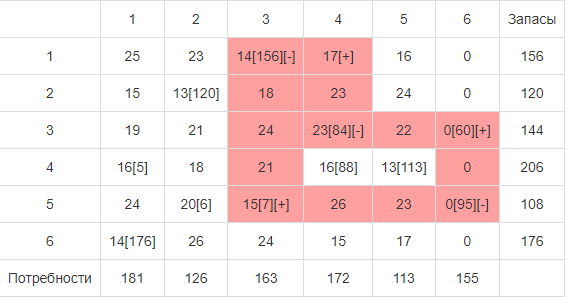 1 2 3 4 5 6 Запасы
1 25 23 14[156][-] 17[+] 16 0 156
2 15 13[120] 18 23 24 0 120
3 19 21 24 23[84][-] 22 0[60][+] 144
4 16[5] 18 21 16[88] 13[113] 0 206
5 24 20[6] 15[7][+] 26 23 0[95][-] 108
6 14[176] 26 24 15 17 0 176
Потребности 181 126 163 172 113 155